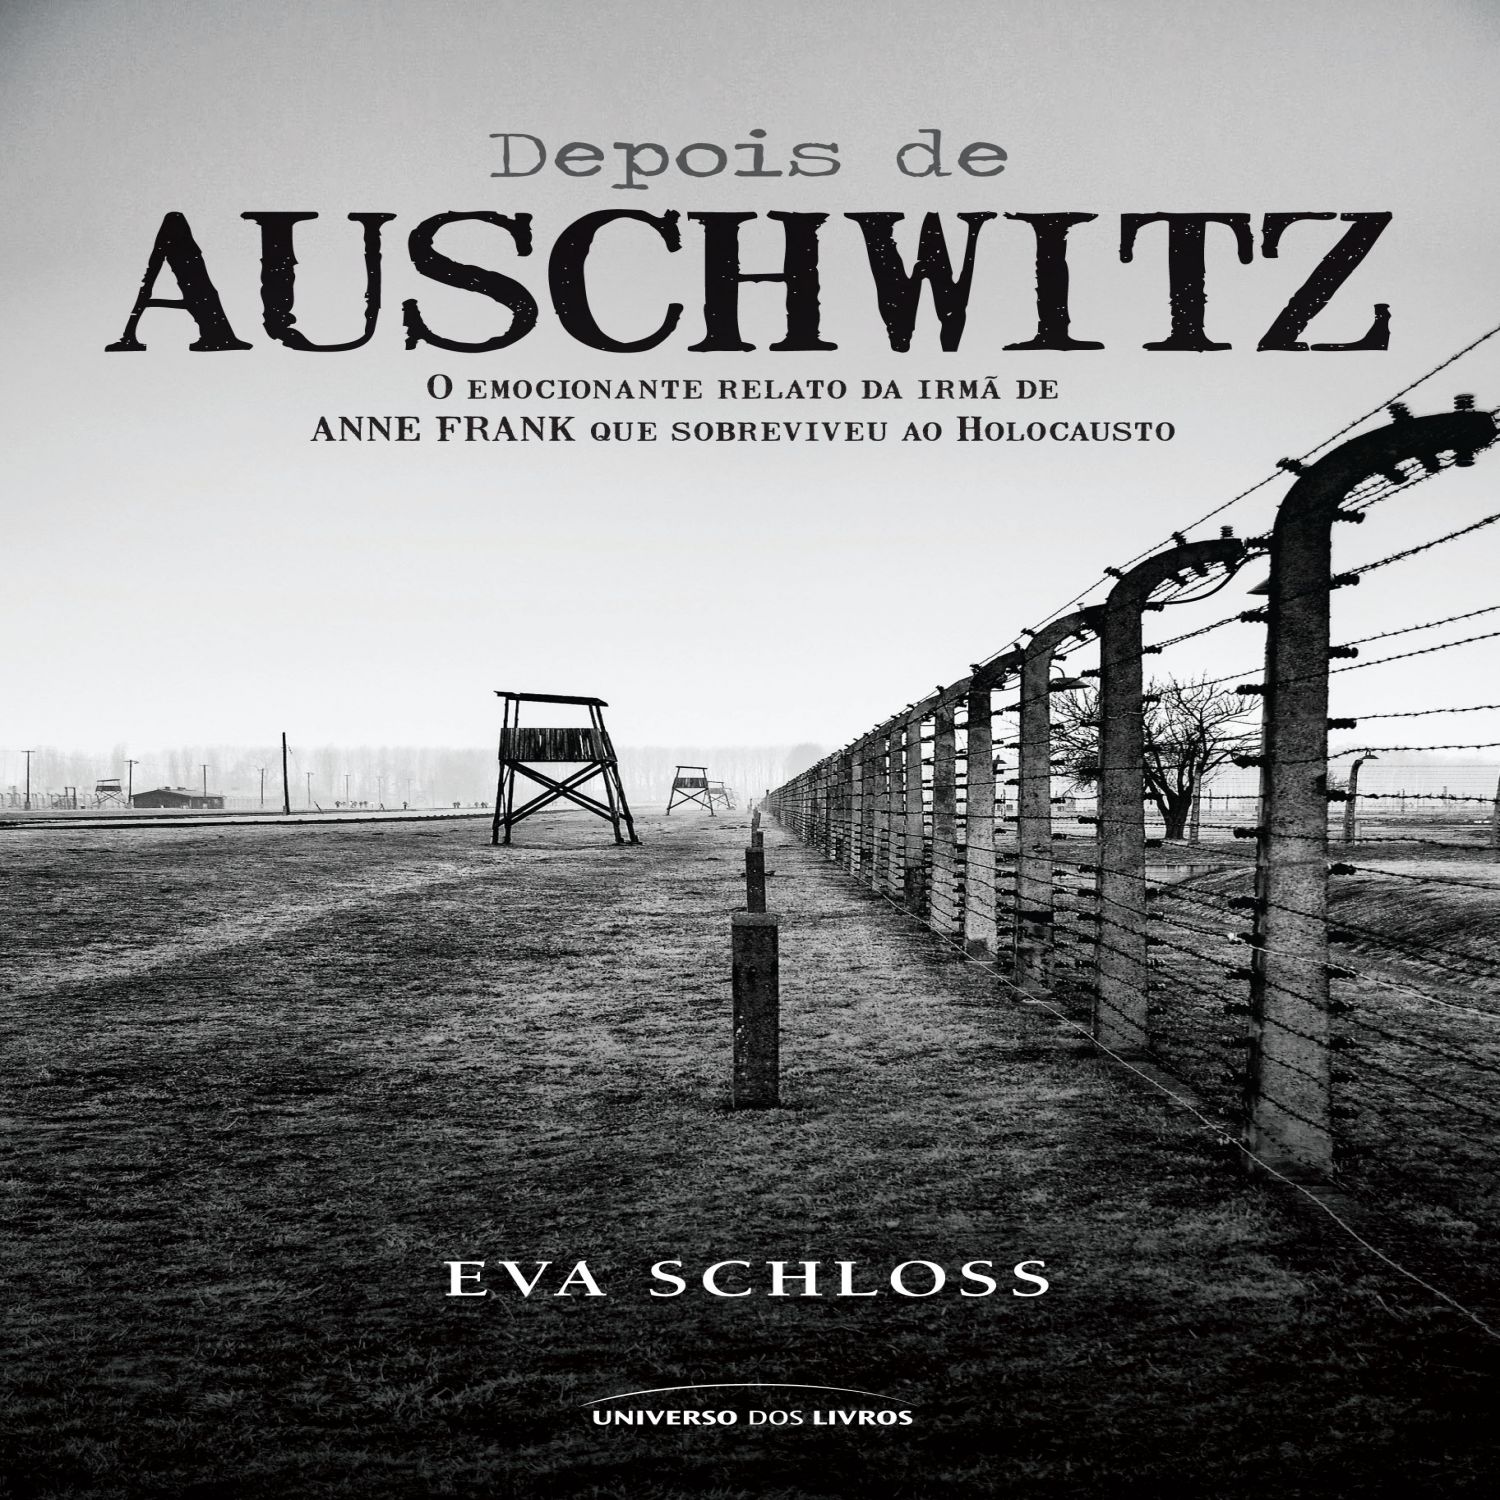 Depois de
AUSCHWITZ
O EMOCIONANTE RELATO DA IRMÃ DE
ANNE FRANK QUE SOBREVIVEU AO HOLOCAUSTO
EVA SCHLOSS
UNIVERSO DOS LIVROS